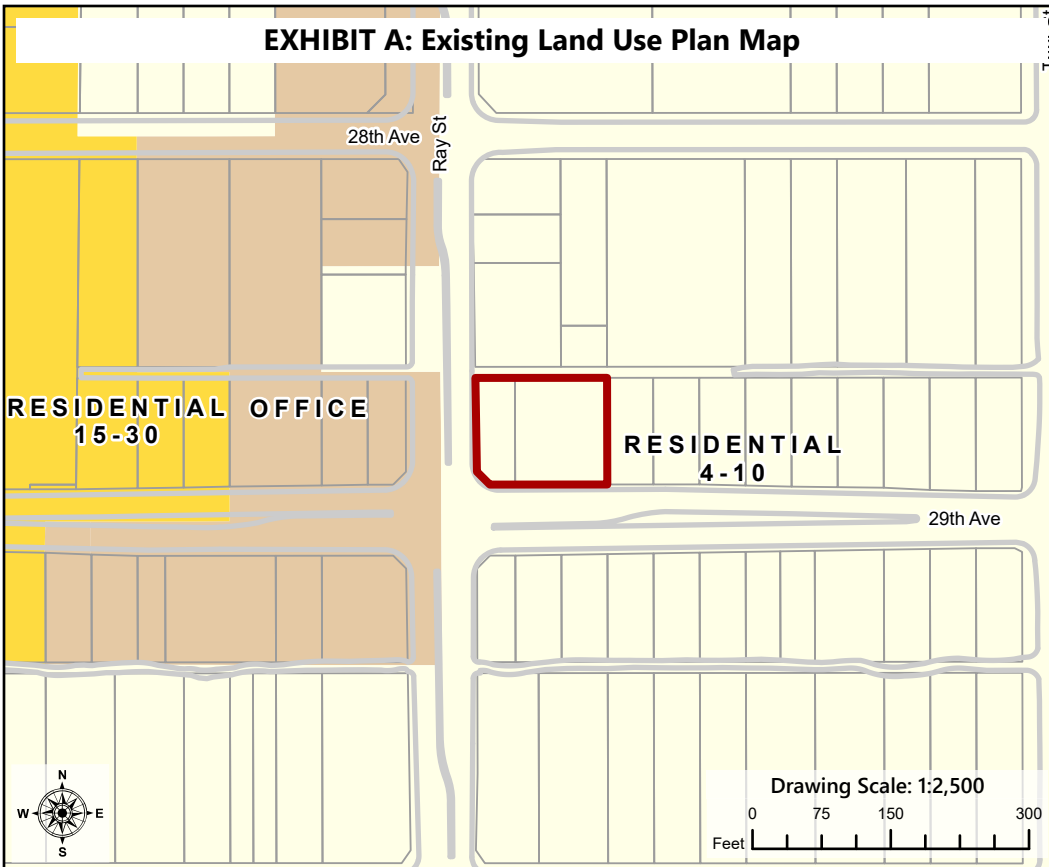 EXHIBIT A: Existing Land Use Plan Map
28th Ave
Ray St
RESIDENTIAL
15-30
OFFICE
RESIDENTIAL
4-10
29th Ave
N
W
E
S
Drawing Scale: 1:2,500
0 75 150 300
Feet